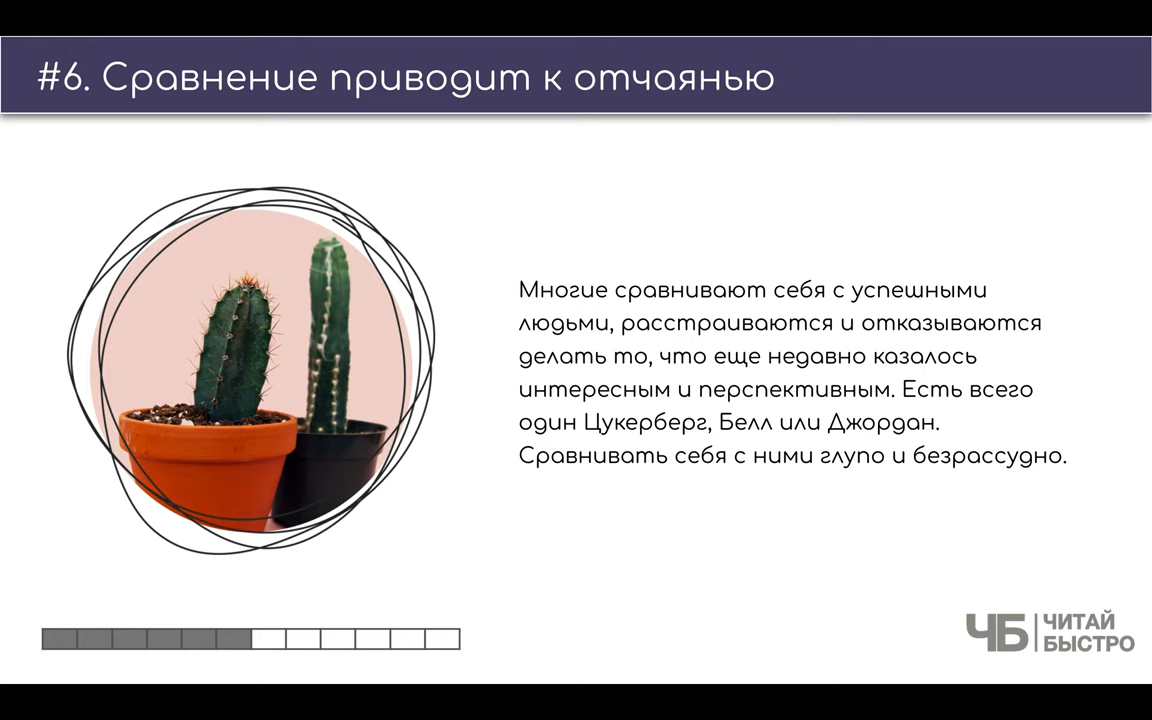 #6. Сравнение приводит к отчаянью
Многие сравнивают себя с успешными
людьми, расстраиваются и отказываются
делать то, что еще недавно казалось
интересным и перспективным. Есть всего
один Цукерберг, Белл или Джордан.
Сравнивать себя с ними глупо и безрассудно.
ЧБ ЧИТАЙ
БЫСТРО